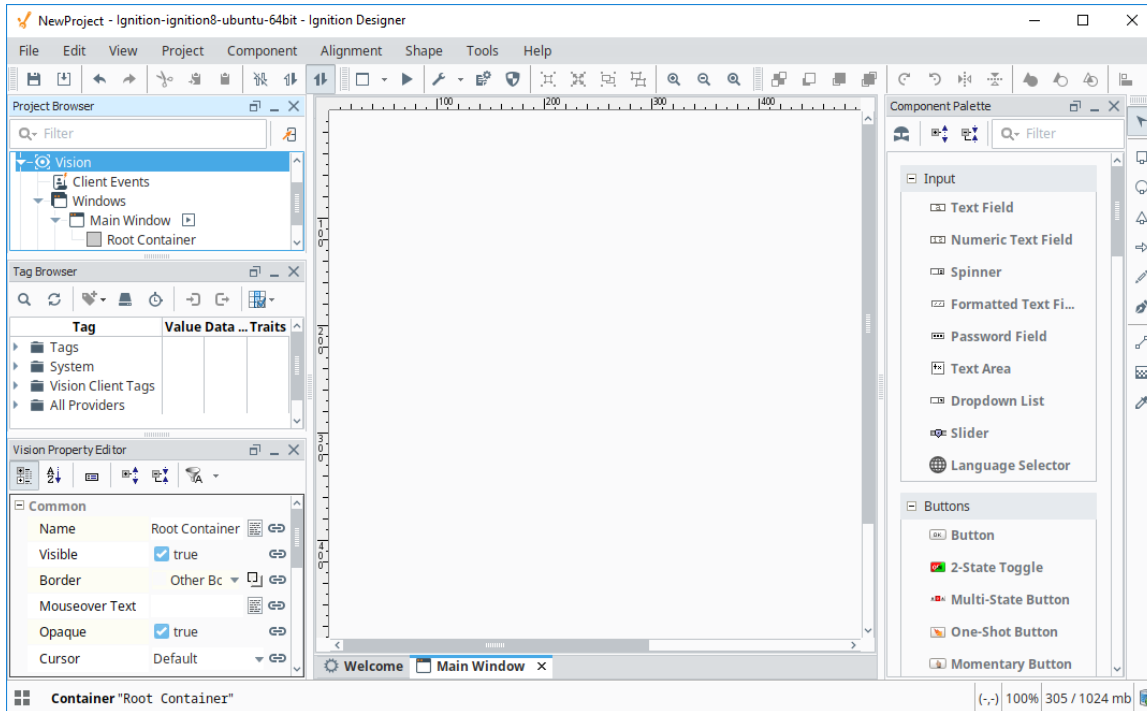 NewProject - Ignition-ignition8-ubuntu-64bit - Ignition Designer
File Edit View Project Component Alignment Shape Tools Help
Project Browser
Filter
Vision
Client Events
Windows
Main Window
Root Container
Tag Browser
Tag Value Data ... Traits
Tags
System
Vision Client Tags
All Providers
Vision Property Editor
Common
Name Root Container
Visible true
Border Other Bo
Mouseover Text
Opaque true
Cursor Default
100 200 300 400
100
200
300
400
Welcome Main Window
Component Palette
Filter
Input
Text Field
Numeric Text Field
Spinner
Formatted Text Fi...
Password Field
Text Area
Dropdown List
Slider
Language Selector
Buttons
Button
2-State Toggle
Multi-State Button
One-Shot Button
Momentary Button
Container "Root Container"
(-,-) 100% 305 / 1024 mb